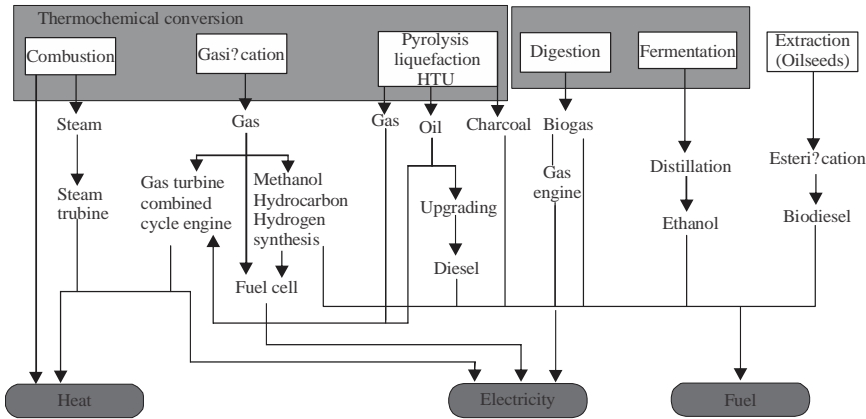 Thermochemical conversion
Combustion
Gasi?cation
Pyrolysis
liquefaction
HTU
Digestion
Fermentation
Extraction
(Oilseeds)
Steam
Gas
Gas
Oil
Charcoal
Biogas
Steam
trubine
Gas turbine
combined
cycle engine
Methanol
Hydrocarbon
Hydrogen
synthesis
Upgrading
Gas
engine
Distillation
Esteri?cation
Fuel cell
Diesel
Ethanol
Biodiesel
Heat
Electricity
Fuel